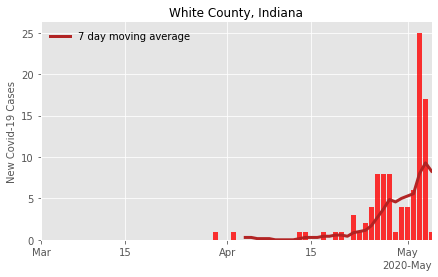 White County, Indiana
7 day moving average
New Covid-19 Cases
25
20
15
10
5
0
Mar
15
Apr
15
May
2020-May